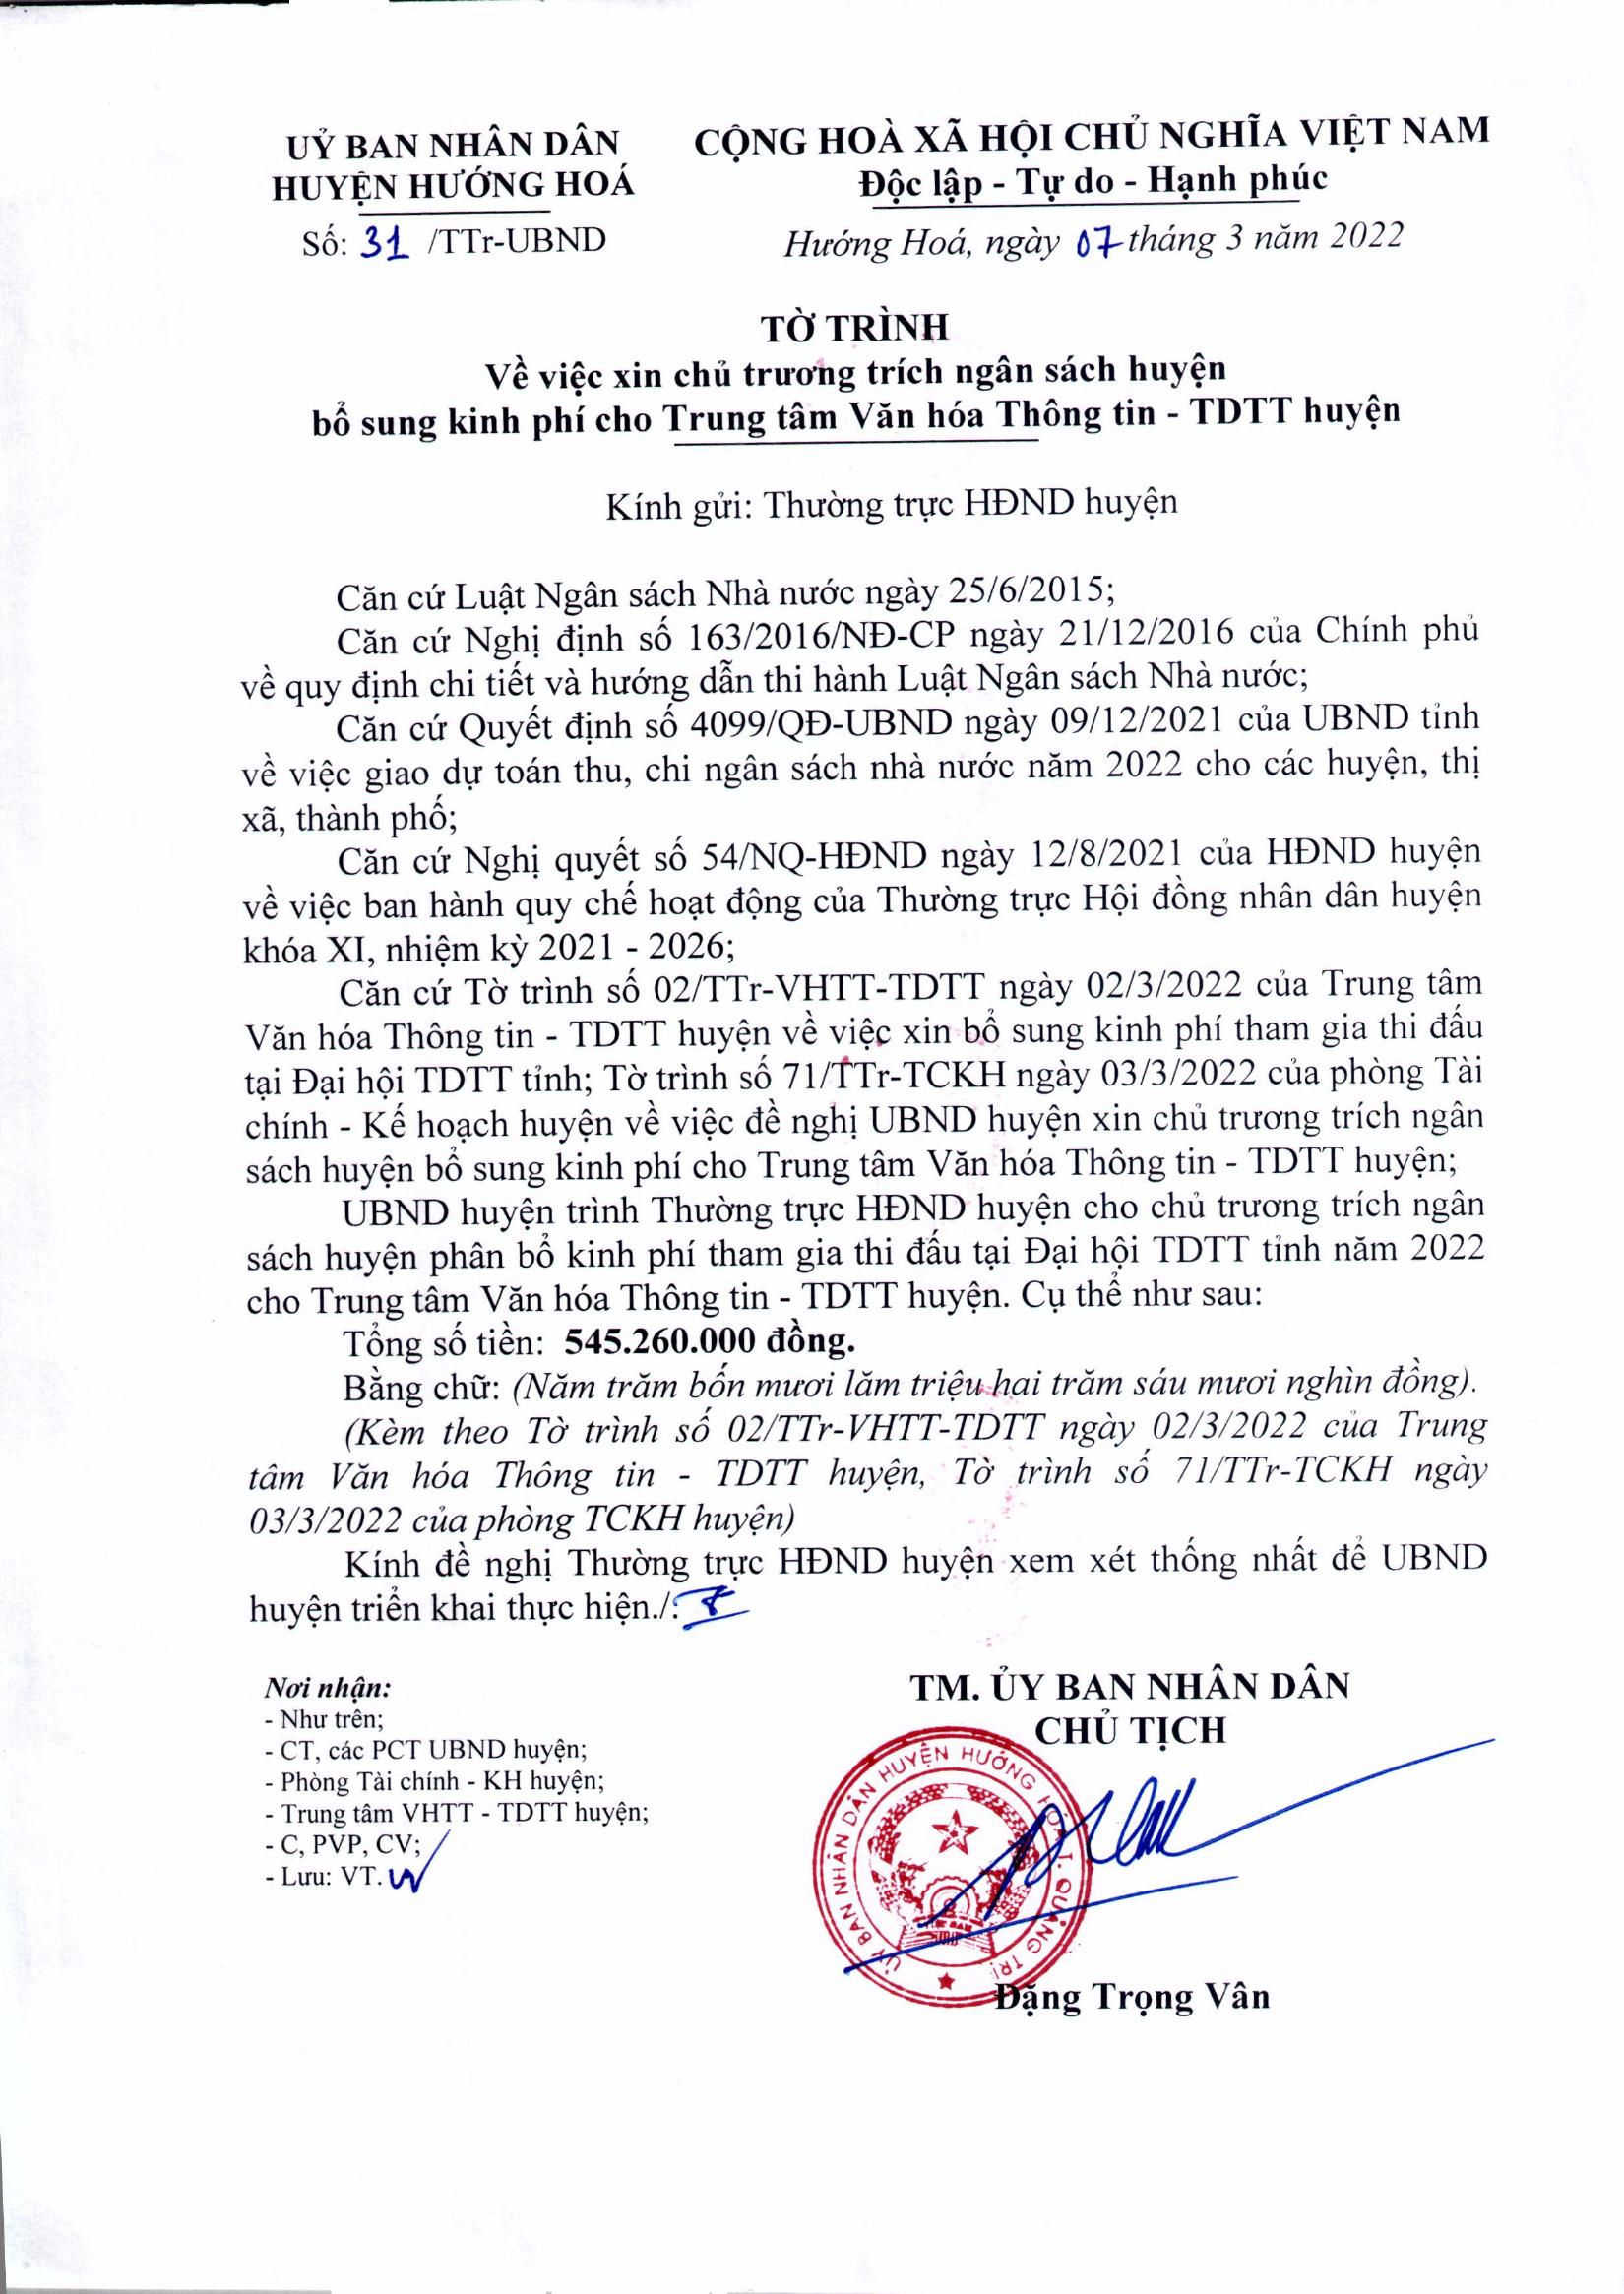 UỶ BAN NHÂN DÂN
HUYỆN HƯỚNG HOÁ
Số: 31 /TTr-UBND
CỘNG HOÀ XÃ HỘI CHỦ NGHĨA VIỆT NAM
Độc lập - Tự do - Hạnh phúc
Hướng Hoá, ngày 07 tháng 3 năm 2022
TỜ TRÌNH
Về việc xin chủ trương trích ngân sách huyện
bổ sung kinh phí cho Trung tâm Văn hóa Thông tin - TDTT huyện
Kính gửi: Thường trực HĐND huyện
Căn cứ Luật Ngân sách Nhà nước ngày 25/6/2015;
Căn cứ Nghị định số 163/2016/NĐ-CP ngày 21/12/2016 của Chính phủ
về quy định chi tiết và hướng dẫn thi hành Luật Ngân sách Nhà nước;
Căn cứ Quyết định số 4099/QĐ-UBND ngày 09/12/2021 của UBND tỉnh
về việc giao dự toán thu, chi ngân sách nhà nước năm 2022 cho các huyện, thị
xã, thành phố;
Căn cứ Nghị quyết số 54/NQ-HĐND ngày 12/8/2021 của HĐND huyện
về việc ban hành quy chế hoạt động của Thường trực Hội đồng nhân dân huyện
khóa XI, nhiệm kỳ 2021 - 2026;
Căn cứ Tờ trình số 02/TTr-VHTT-TDTT ngày 02/3/2022 của Trung tâm
Văn hóa Thông tin - TDTT huyện về việc xin bổ sung kinh phí tham gia thi đấu
tại Đại hội TDTT tỉnh; Tờ trình số 71/TTr-TCKH ngày 03/3/2022 của phòng Tài
chính - Kế hoạch huyện về việc đề nghị UBND huyện xin chủ trương trích ngân
sách huyện bổ sung kinh phí cho Trung tâm Văn hóa Thông tin - TDTT huyện;
UBND huyện trình Thường trực HĐND huyện cho chủ trương trích ngân
sách huyện phân bổ kinh phí tham gia thi đấu tại Đại hội TDTT tỉnh năm 2022
cho Trung tâm Văn hóa Thông tin - TDTT huyện. Cụ thể như sau:
Tổng số tiền: 545.260.000 đồng.
Bằng chữ: (Năm trăm bốn mươi lăm triệu hai trăm sáu mươi nghìn đồng).
(Kèm theo Tờ trình số 02/TTr-VHTT-TDTT ngày 02/3/2022 của Trung
tâm Văn hóa Thông tin - TDTT huyện, Tờ trình số 71/TTr-TCKH ngày
03/3/2022 của phòng TCKH huyện)
Kính đề nghị Thường trực HĐND huyện xem xét thống nhất để UBND
huyện triển khai thực hiện./.
Nơi nhận:
- Như trên;
- CT, các PCT UBND huyện;
- Phòng Tài chính - KH huyện;
- Trung tâm VHTT - TDTT huyện;
- C, PVP, CV;
- Lưu: VT.
TM. ỦY BAN NHÂN DÂN
CHỦ TỊCH
ỦY BAN NHÂN DÂN HUYỆN HƯỚNG HÓA T. QUẢNG TRỊ
Đặng Trọng Vân